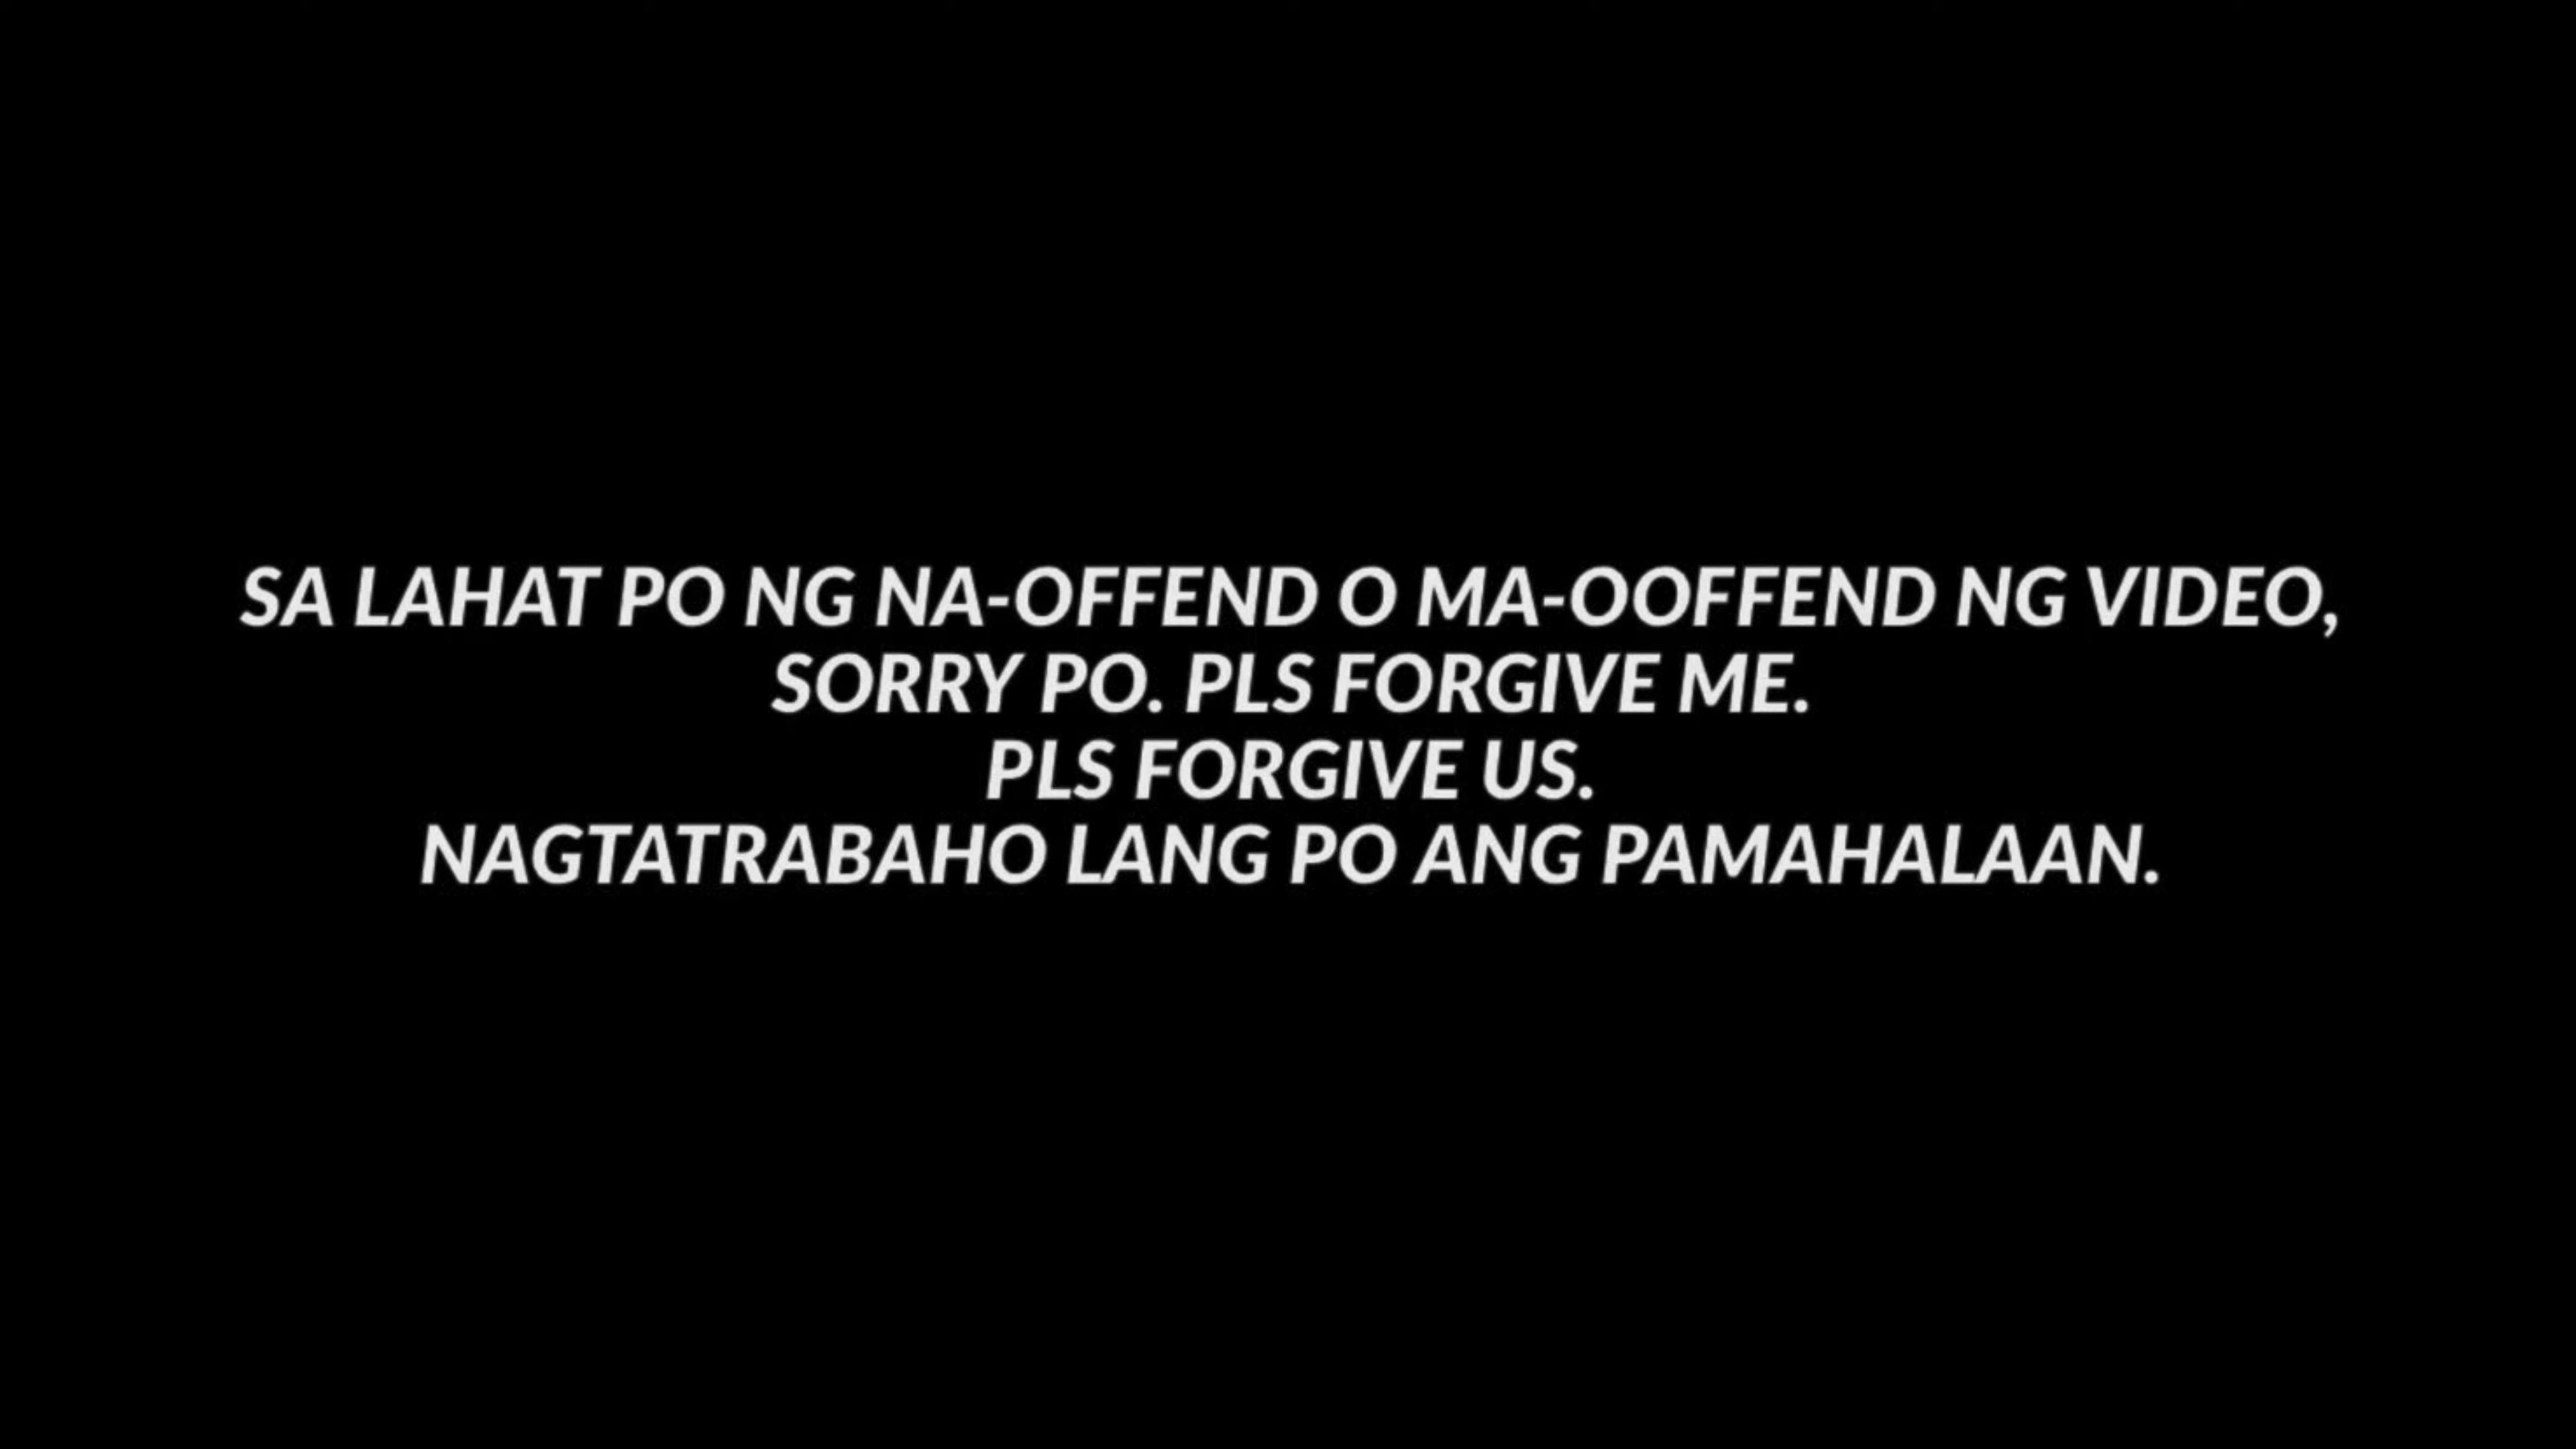 SA LAHAT PO NG NA-OFFEND O MA-OOFFEND NG VIDEO,
SORRY PO. PLS FORGIVE ME.
PLS FORGIVE US.
NAGTATRABAHO LANG PO ANG PAMAHALAAN.